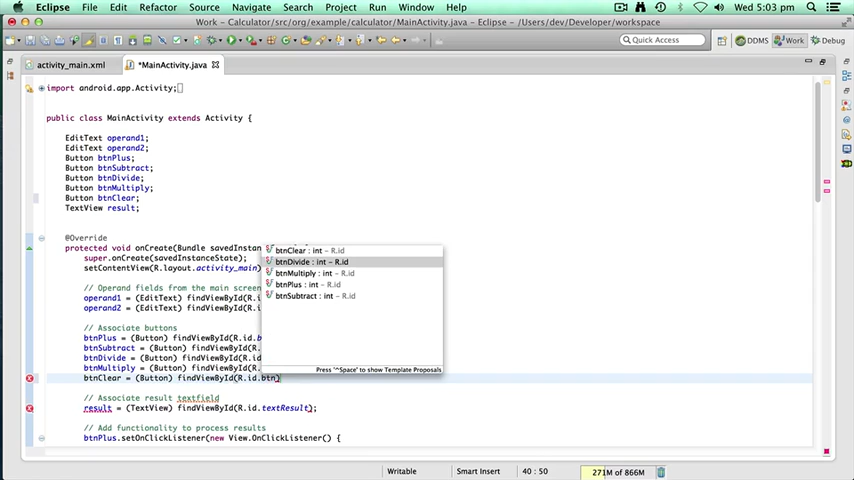 Eclipse File Edit Refactor Source Navigate Search Project Run Window Help Wed 5:03 pm
Work - Calculator/src/org/example/calculator/MainActivity.java - Eclipse - /Users/dev/Developer/workspace
Quick Access DDMS Work Debug
activity_main.xml *MainActivity.java
import android.app.Activity;
public class MainActivity extends Activity {
EditText operand1;
EditText operand2;
Button btnPlus;
Button btnSubtract;
Button btnDivide;
Button btnMultiply;
Button btnClear;
TextView result;
@Override
protected void onCreate(Bundle savedInstan
super.onCreate(savedInstanceState);
setContentView(R.layout.activity_main)
// Operand fields from the main screen
operand1 = (EditText) findViewById(R.i
operand2 = (EditText) findViewById(R.i
// Associate buttons
btnPlus = (Button) findViewById(R.id.b
btnSubtract = (Button) findViewById(R.
btnDivide = (Button) findViewById(R.id
btnMultiply = (Button) findViewById(R.
btnClear = (Button) findViewById(R.id.btn)
btnClear : int - R.id
btnDivide : int - R.id
btnMultiply : int - R.id
btnPlus : int - R.id
btnSubtract : int - R.id
Press '^Space' to show Template Proposals
// Associate result textfield
result = (TextView) findViewById(R.id.textResult);
// Add functionality to process results
btnPlus.setOnClickListener(new View.OnClickListener() {
Writable Smart Insert 40 : 50 271M of 866M